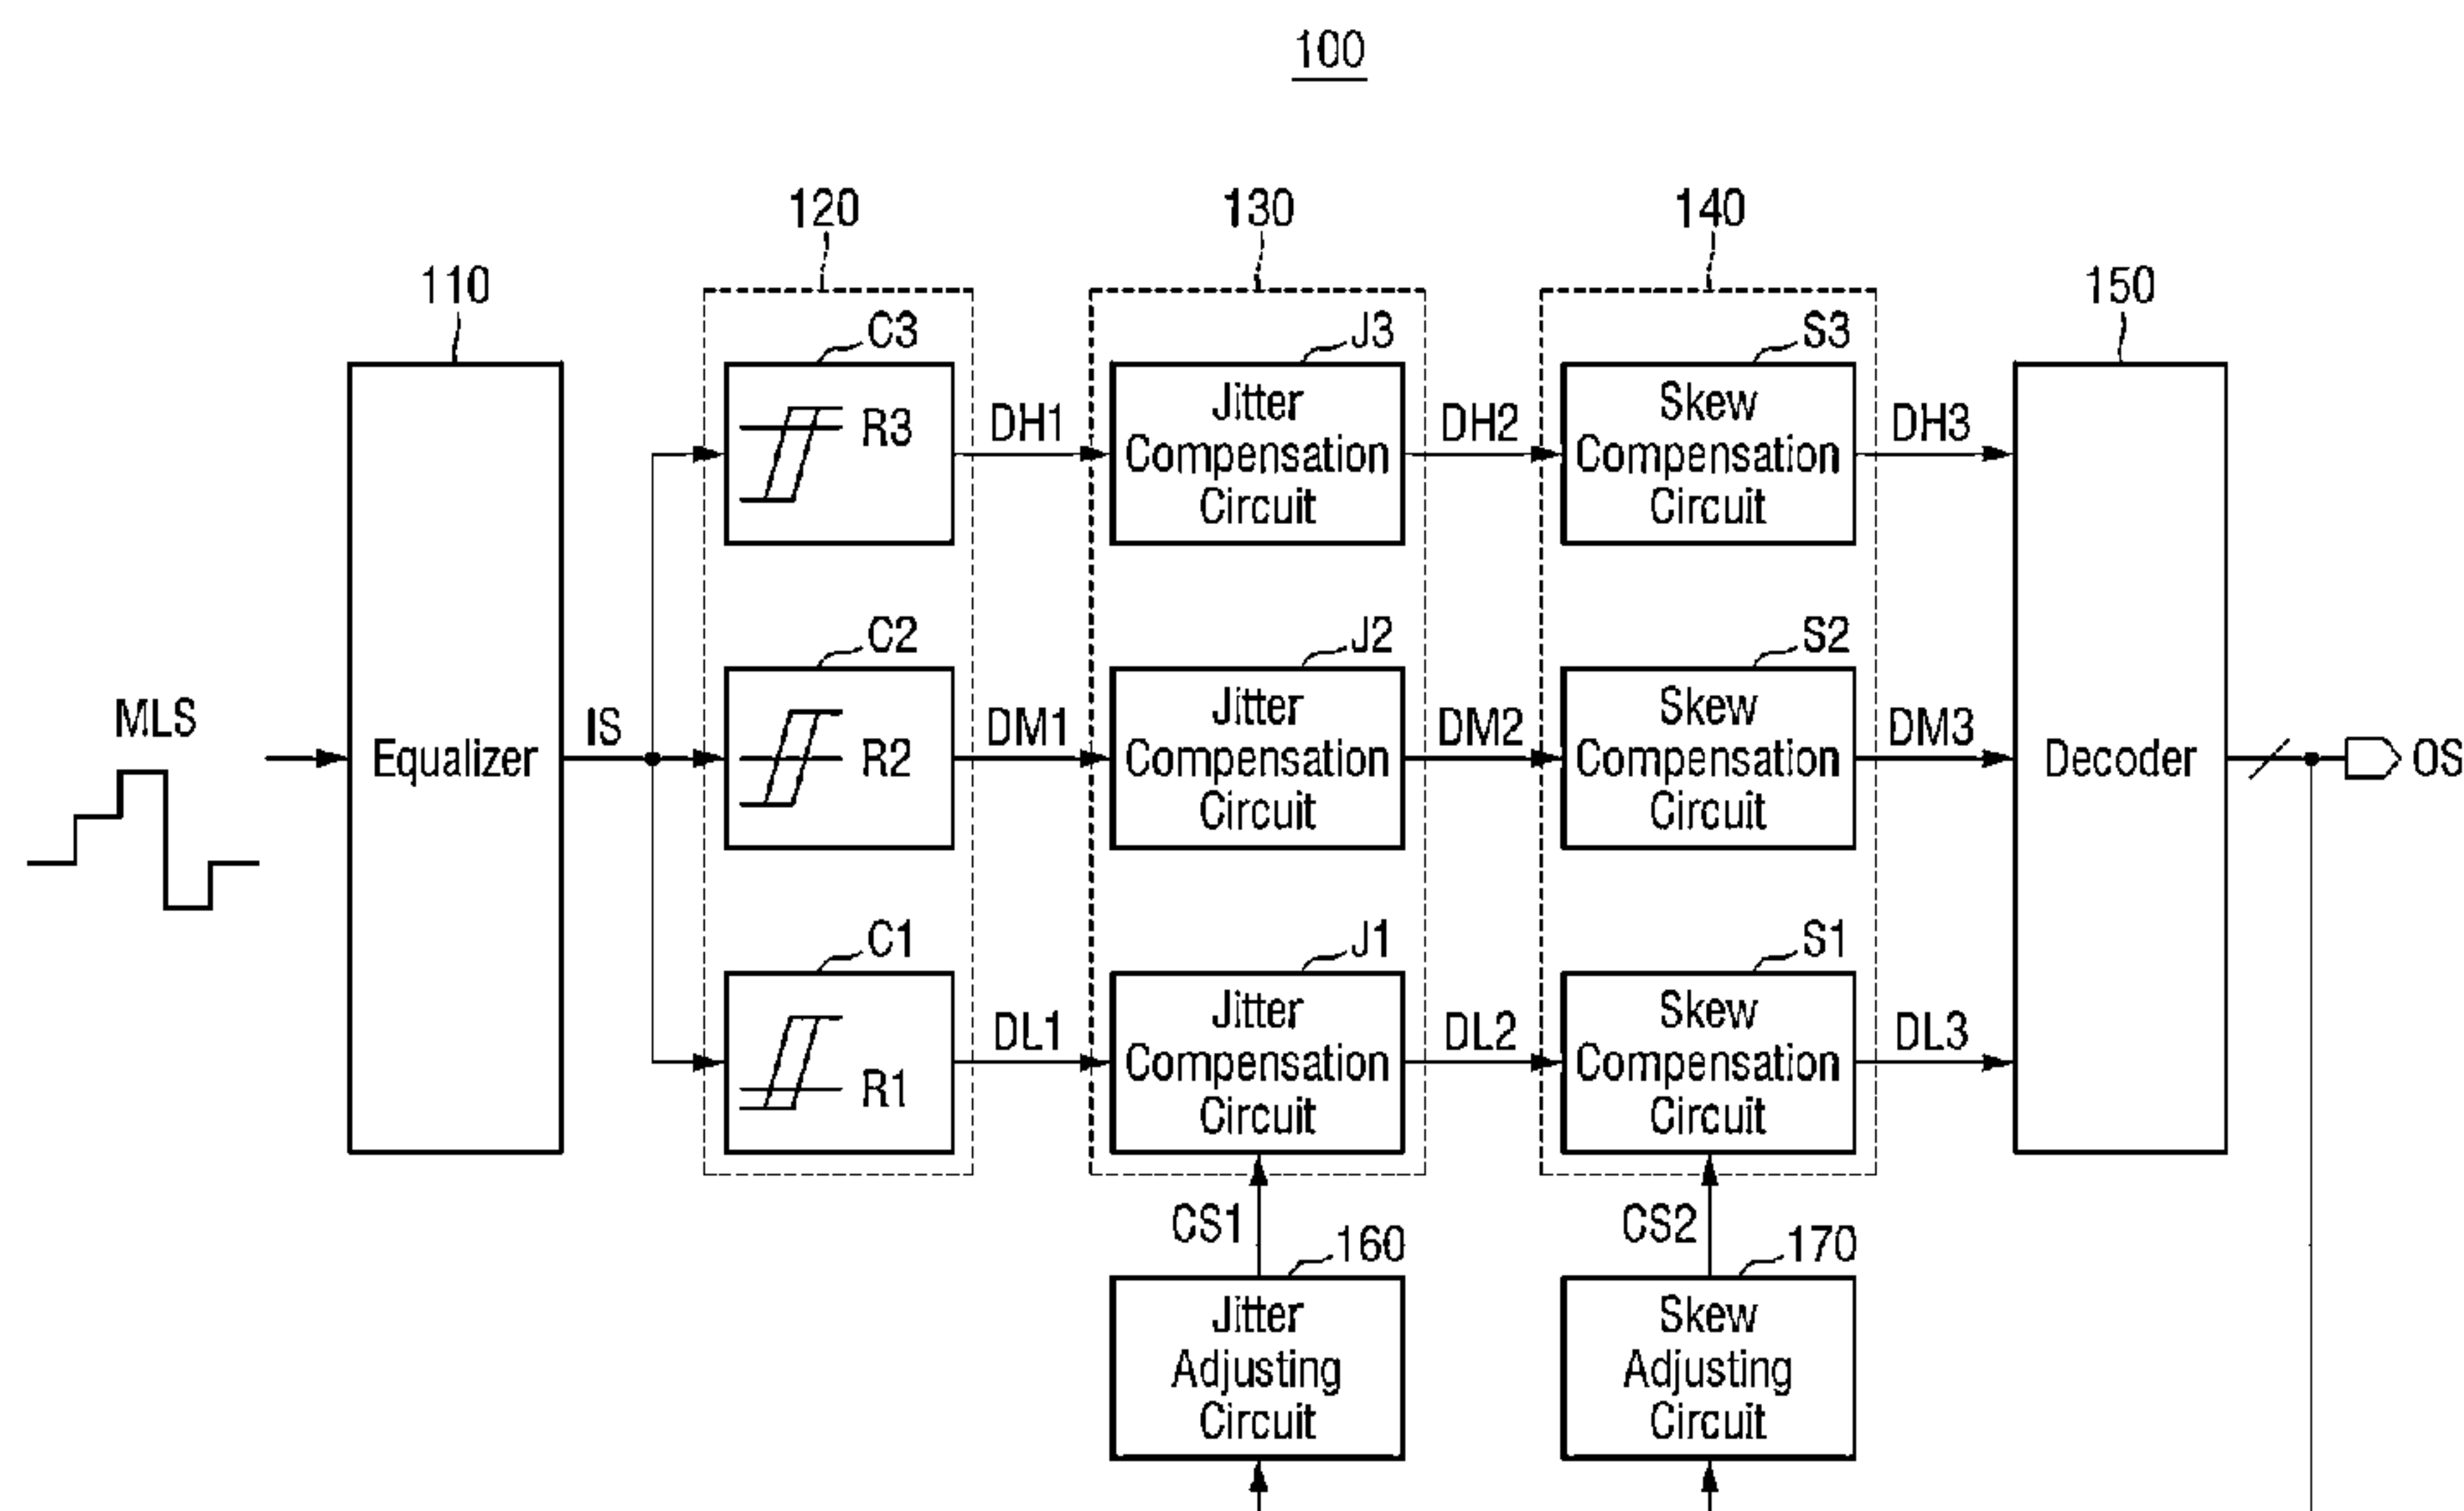 100
120
130
140
110
150
C3
J3
S3
R3
DH1
Jitter
Compensation
Circuit
DH2
Skew
Compensation
Circuit
DH3
C2
J2
S2
MLS
Equalizer
IS
R2
DM1
Jitter
Compensation
Circuit
DM2
Skew
Compensation
Circuit
DM3
Decoder
OS
C1
J1
S1
R1
DL1
Jitter
Compensation
Circuit
DL2
Skew
Compensation
Circuit
DL3
CS1
160
CS2
170
Jitter
Adjusting
Circuit
Skew
Adjusting
Circuit